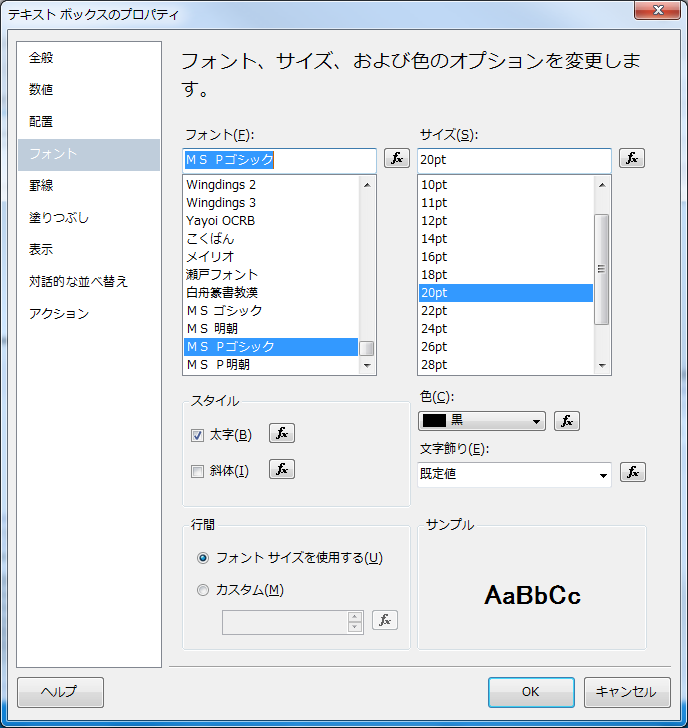 テキスト ボックスのプロパティ
全般
数値
配置
フォント
罫線
塗りつぶし
表示
対話的な並べ替え
アクション
フォント、サイズ、および色のオプションを変更しま
す。
フォント(F):
ＭＳ Ｐゴシック
fx
Wingdings 2
Wingdings 3
Yayoi OCRB
こくばん
メイリオ
瀬戸フォント
白舟篆書教漢
ＭＳ ゴシック
ＭＳ 明朝
ＭＳ Ｐゴシック
ＭＳ Ｐ明朝
サイズ(S):
20pt
fx
10pt
11pt
12pt
14pt
16pt
18pt
20pt
22pt
24pt
26pt
28pt
スタイル
太字(B)
fx
斜体(I)
fx
色(C):
黒
fx
文字飾り(E):
既定値
fx
行間
フォント サイズを使用する(U)
カスタム(M)
fx
サンプル
AaBbCc
ヘルプ
OK
キャンセル